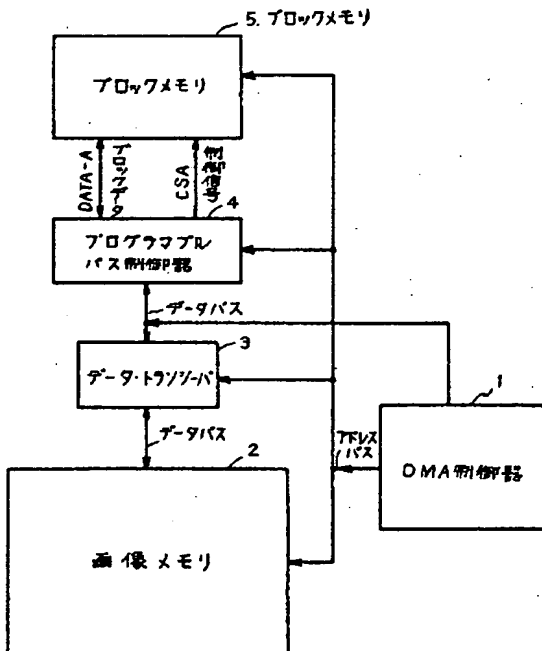 5. ブロックメモリ
ブロックメモリ
DATA-A
ブロックデータ
CSA
制御信号
4
プログラマブル
バス制御器
データバス
3
データ・トランシーバ
データバス
1
アドレス
バス
DMA制御器
2
画像メモリ